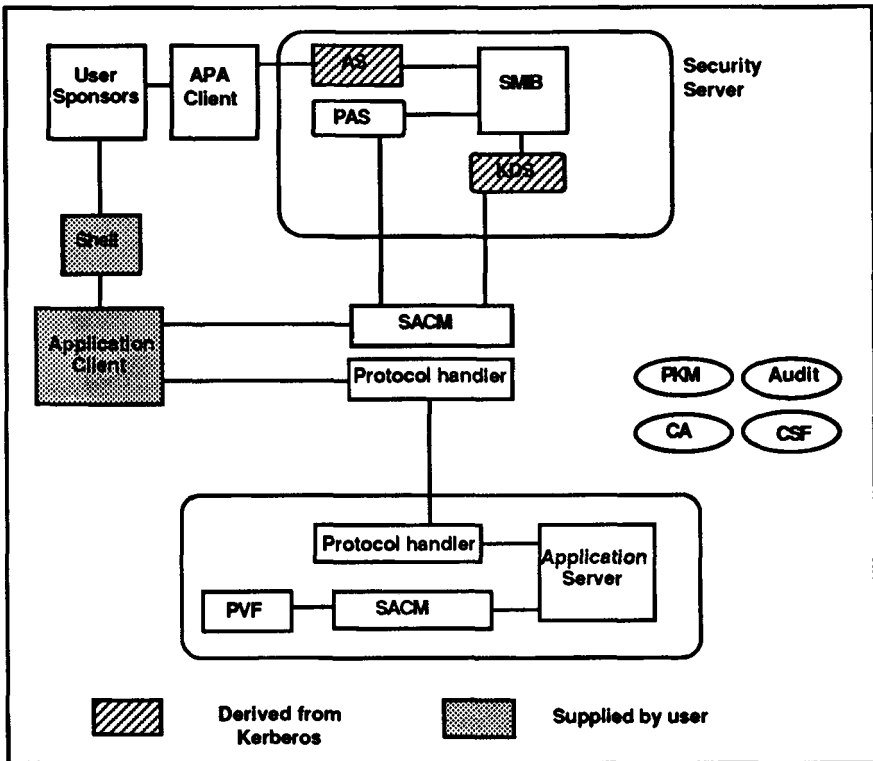 User
Sponsors
APA
Client
AS
SMIB
Security
Server
PAS
KDS
Shell
SACM
Application
Client
Protocol handler
PKM
Audit
CA
CSF
Protocol handler
Application
Server
PVF
SACM
Derived from
Kerberos
Supplied by user